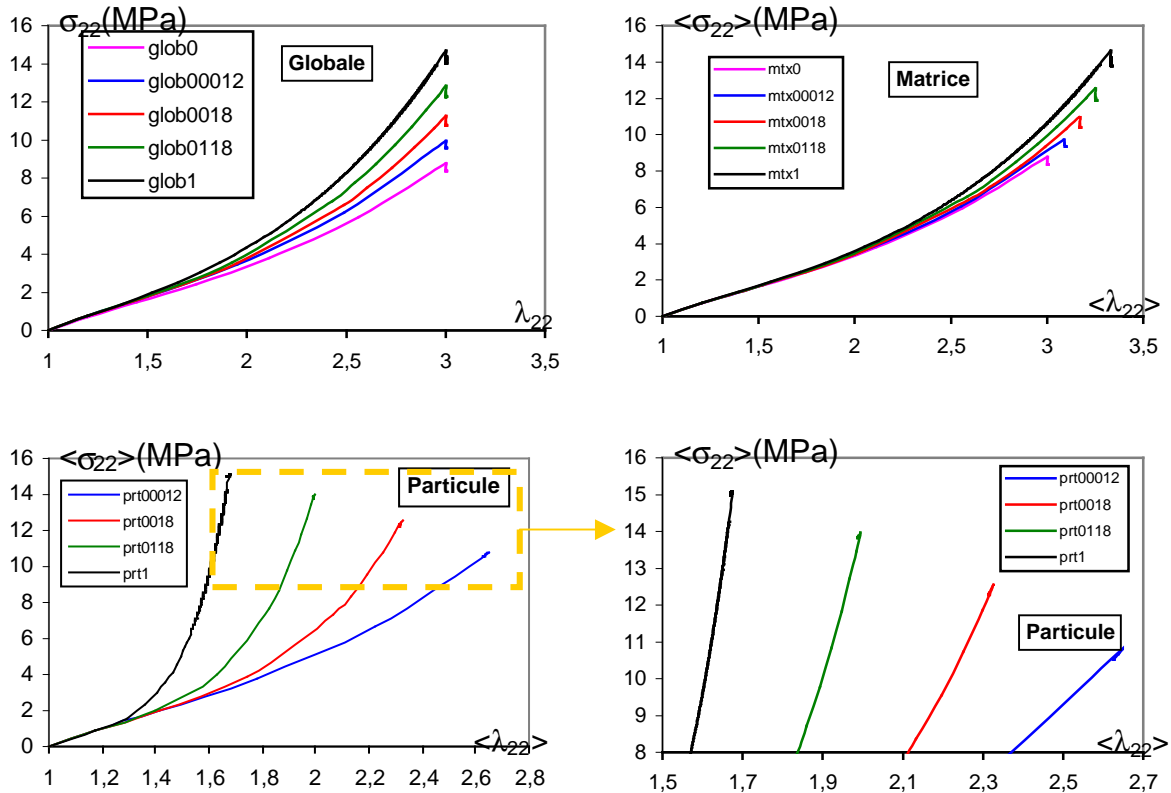 σ22(MPa)
glob0
glob00012
glob0018
glob0118
glob1
Globale
16
14
12
10
8
6
4
2
0
λ22
1 1,5 2 2,5 3 3,5
<σ22>(MPa)
mtx0
mtx00012
mtx0018
mtx0118
mtx1
Matrice
16
14
12
10
8
6
4
2
0
<λ22>
1 1,5 2 2,5 3 3,5
<σ22>(MPa)
prt00012
prt0018
prt0118
prt1
Particule
16
14
12
10
8
6
4
2
0
<λ22>
1 1,2 1,4 1,6 1,8 2 2,2 2,4 2,6 2,8
<σ22>(MPa)
prt00012
prt0018
prt0118
prt1
Particule
16
15
14
13
12
11
10
9
8
<λ22>
1,5 1,7 1,9 2,1 2,3 2,5 2,7